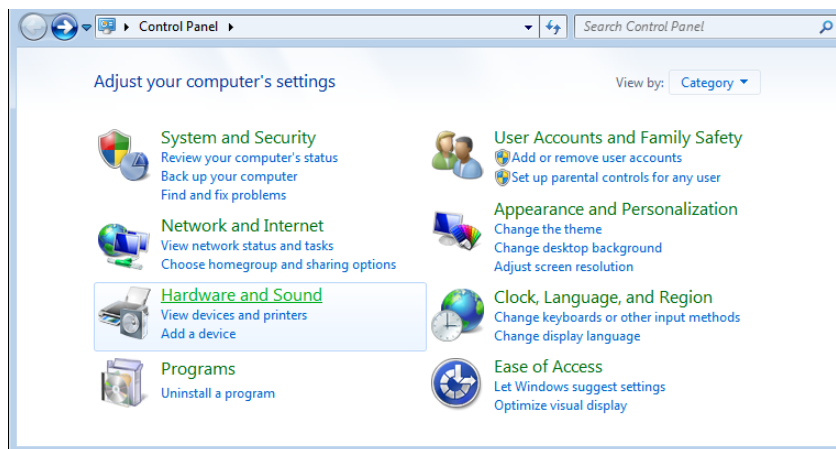 Control Panel
Search Control Panel
Adjust your computer's settings
View by: Category
System and Security
Review your computer's status
Back up your computer
Find and fix problems
Network and Internet
View network status and tasks
Choose homegroup and sharing options
Hardware and Sound
View devices and printers
Add a device
Programs
Uninstall a program
User Accounts and Family Safety
Add or remove user accounts
Set up parental controls for any user
Appearance and Personalization
Change the theme
Change desktop background
Adjust screen resolution
Clock, Language, and Region
Change keyboards or other input methods
Change display language
Ease of Access
Let Windows suggest settings
Optimize visual display